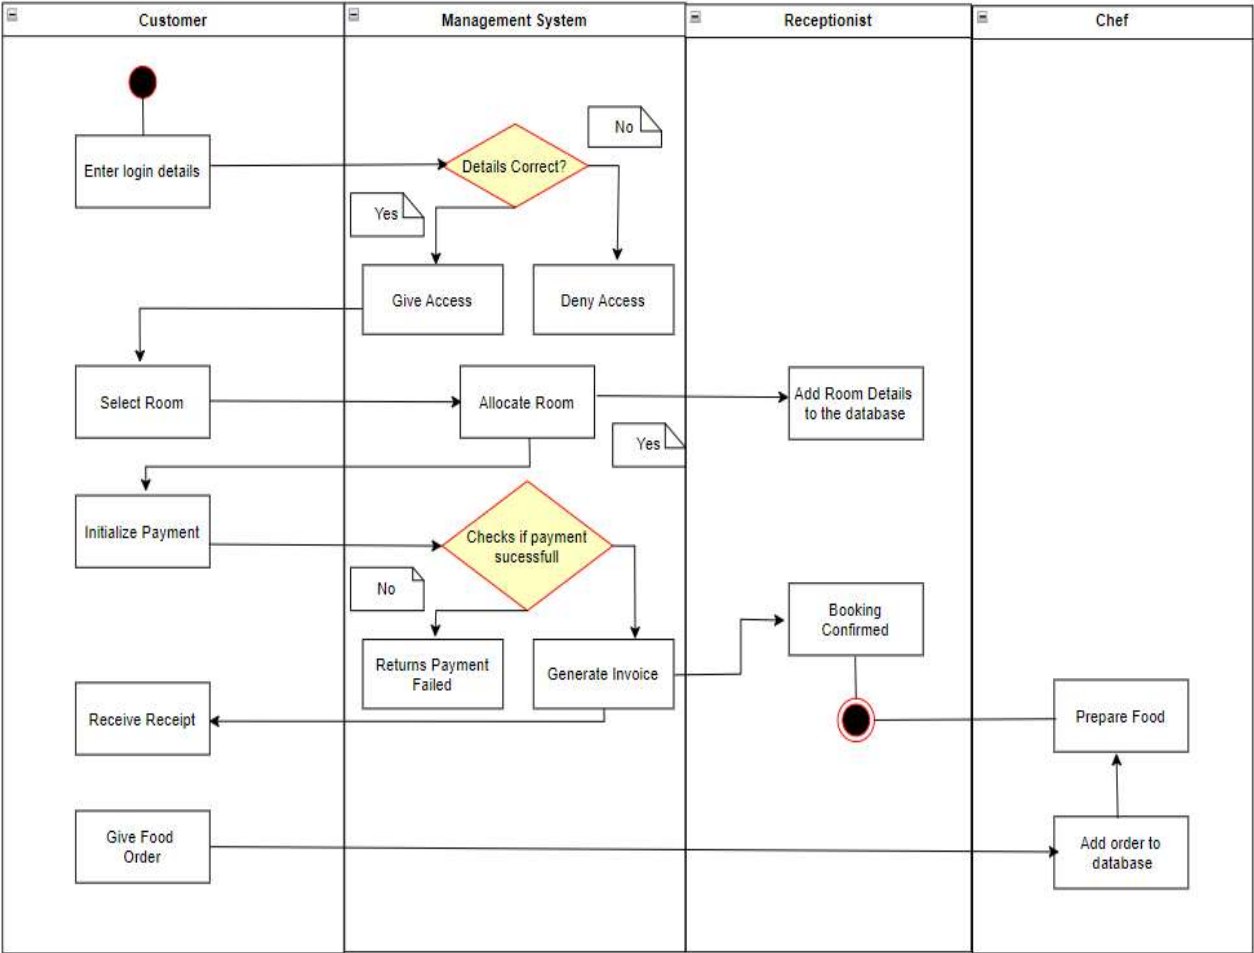 Customer
Management System
Receptionist
Chef
No
Enter login details
Details Correct?
Yes
Give Access
Deny Access
Select Room
Allocate Room
Add Room Details
to the database
Yes
Initialize Payment
Checks if payment
sucessfull
No
Booking
Confirmed
Returns Payment
Failed
Generate Invoice
Receive Receipt
Prepare Food
Give Food
Order
Add order to
database